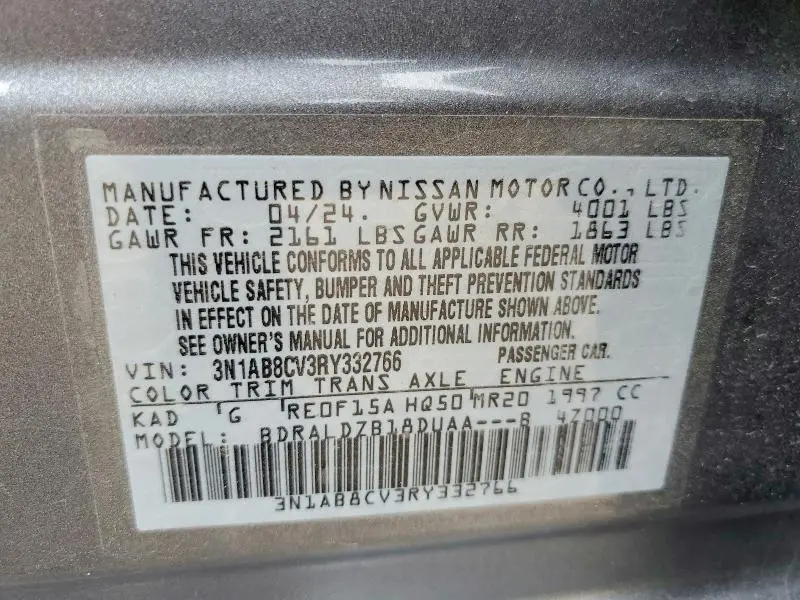 MANUFACTURED BY NISSAN MOTOR CO., LTD.
DATE: 04/24. GVWR: 4001 LBS
GAWR FR: 2161 LBS GAWR RR: 1863 LBS
THIS VEHICLE CONFORMS TO ALL APPLICABLE FEDERAL MOTOR
VEHICLE SAFETY, BUMPER AND THEFT PREVENTION STANDARDS
IN EFFECT ON THE DATE OF MANUFACTURE SHOWN ABOVE.
SEE OWNER'S MANUAL FOR ADDITIONAL INFORMATION.
VIN: 3N1AB8CV3RY332766 PASSENGER CAR.
COLOR TRIM TRANS AXLE ENGINE
KAD G RE0F15A HQ50 MR20 1997 CC
MODEL: BDRALDZB18DUAA---B 4Z000
3N1AB8CV3RY332766